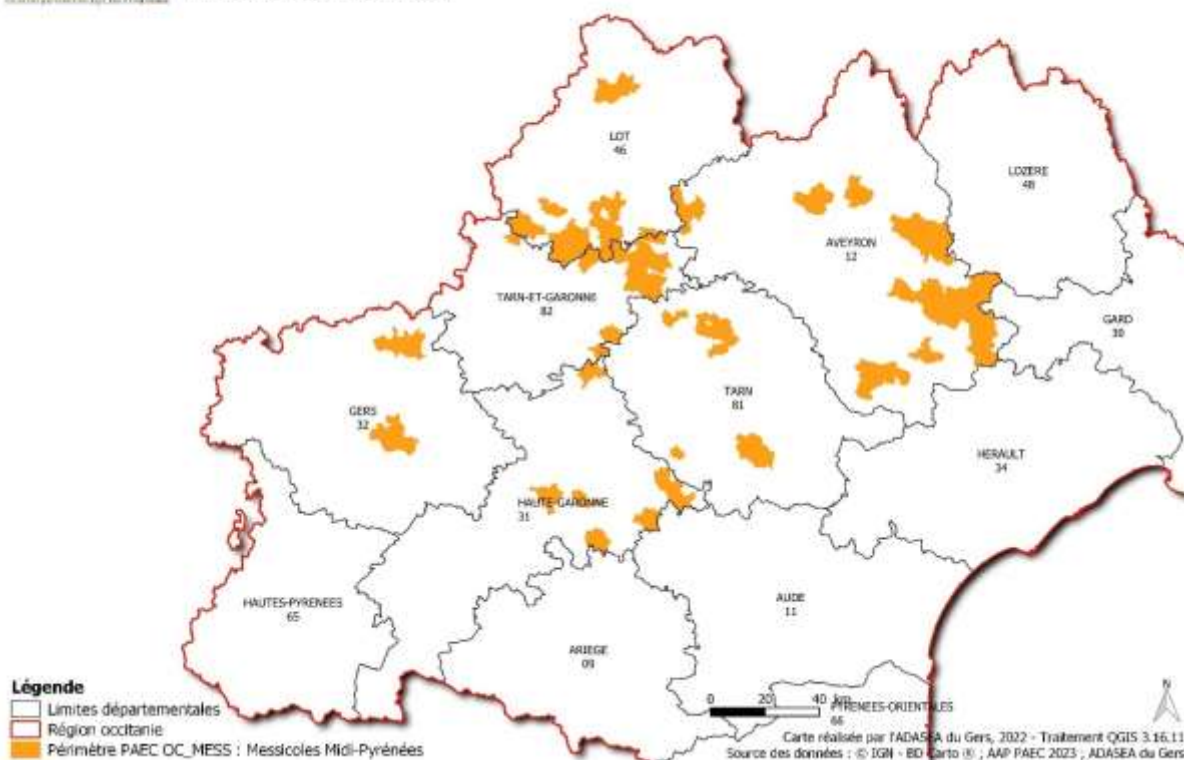 LOT
46
LOZERE
48
AVEYRON
12
TARN-ET-GARONNE
82
GARD
30
GERS
32
TARN
81
HERAULT
34
HAUTE-GARONNE
31
HAUTES-PYRENEES
65
AUDE
11
ARIEGE
09
PYRENEES-ORIENTALES
66
0 20 40 km
N
Légende
Limites départementales
Région occitanie
Périmètre PAEC OC_MESS : Messicoles Midi-Pyrénées
Carte réalisée par l'ADASEA du Gers, 2022 - Traitement QGIS 3.16.11
Source des données : © IGN - BD Carto ® ; AAP PAEC 2023 ; ADASEA du Gers